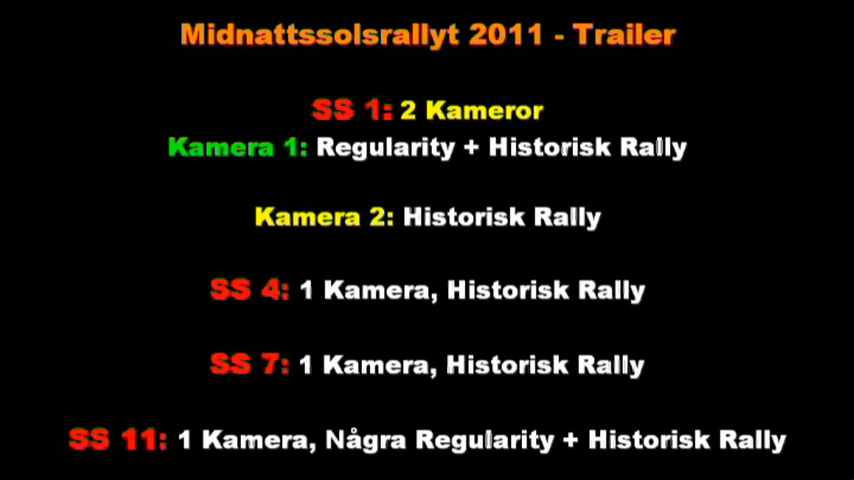 Midnattssolsrallyt 2011 - Trailer
SS 1: 2 Kameror
Kamera 1: Regularity + Historisk Rally
Kamera 2: Historisk Rally
SS 4: 1 Kamera, Historisk Rally
SS 7: 1 Kamera, Historisk Rally
SS 11: 1 Kamera, Några Regularity + Historisk Rally